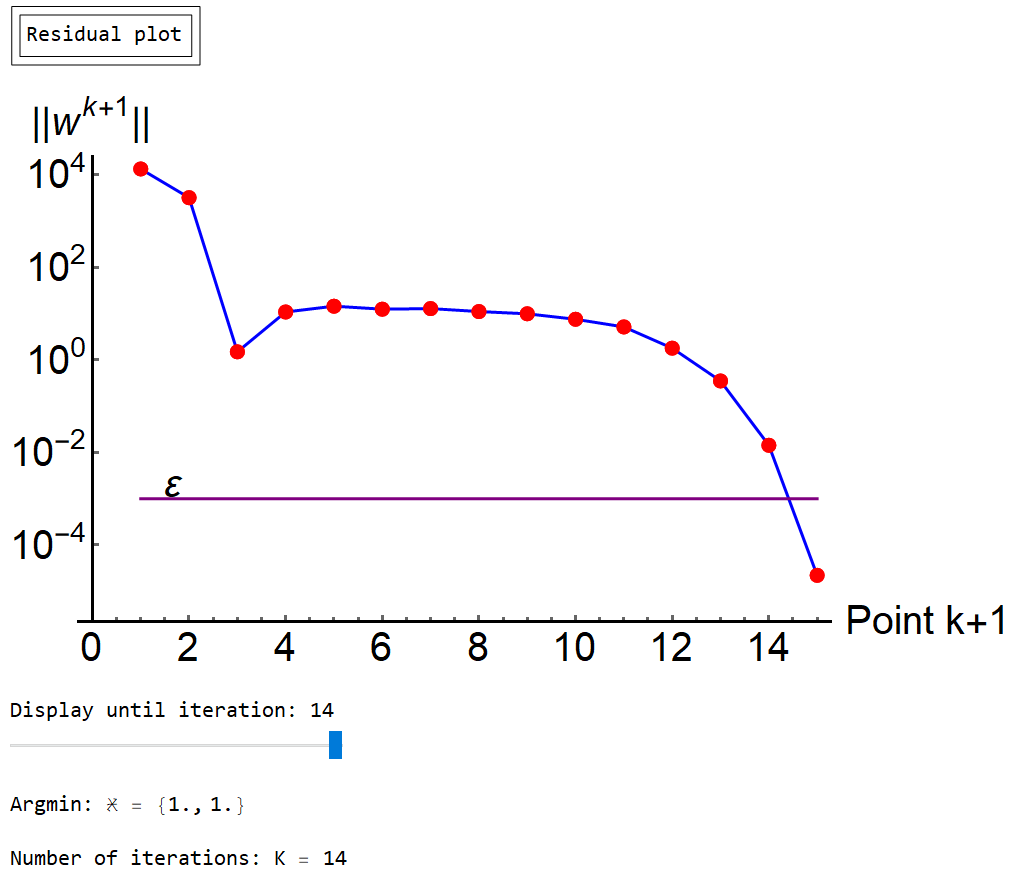 Residual plot
||w^{k+1}||
10^4
10^2
10^0
10^{−2}
ε
10^{−4}
Point k+1
0 2 4 6 8 10 12 14
Display until iteration: 14
Argmin: = {1., 1.}
Number of iterations: K = 14